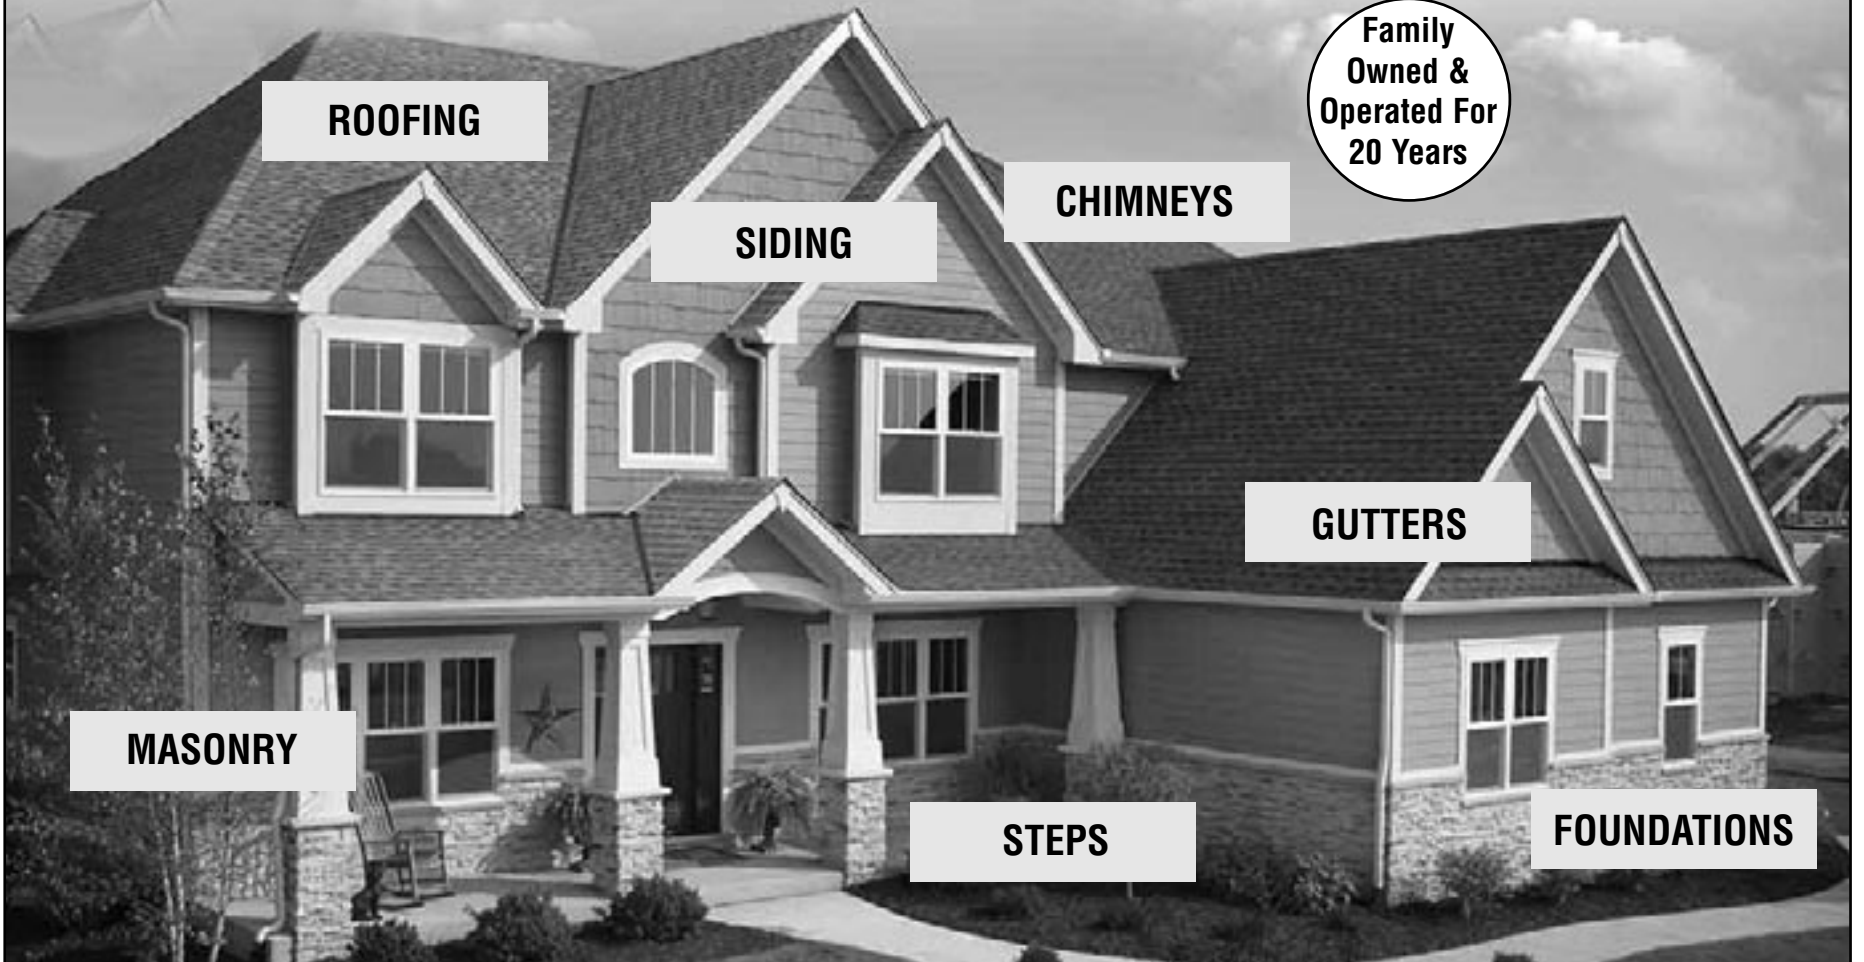 Family
Owned &
Operated For
20 Years
ROOFING
CHIMNEYS
SIDING
GUTTERS
MASONRY
STEPS
FOUNDATIONS